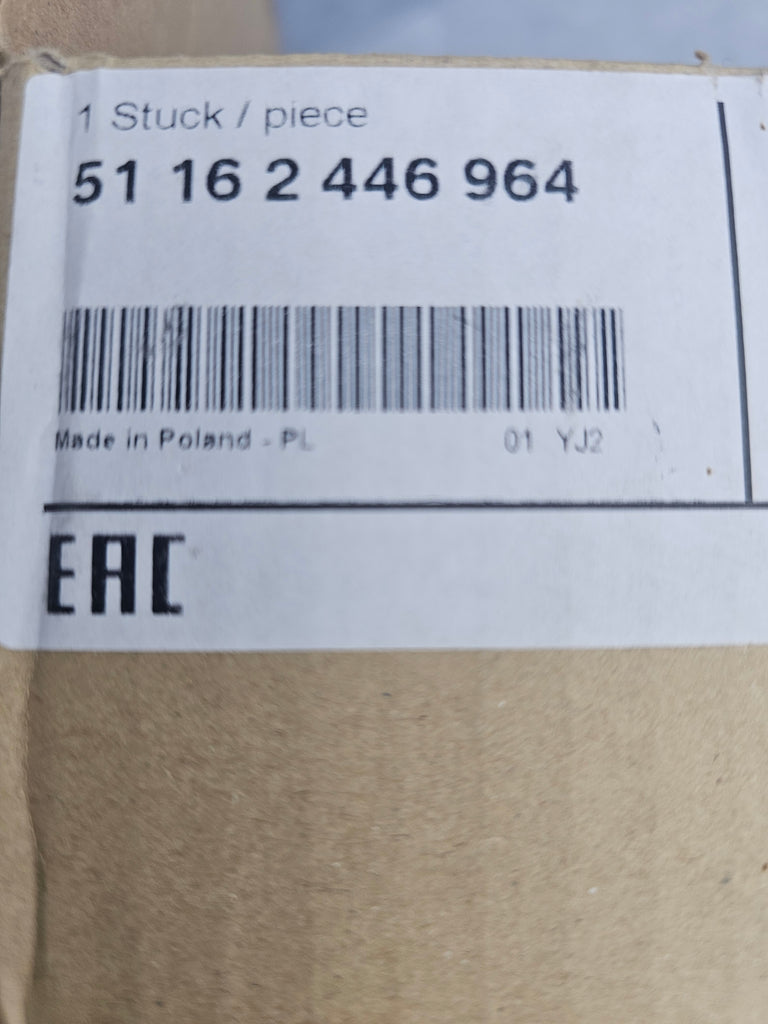 1 Stuck / piece
51 16 2 446 964
Made in Poland - PL 01 YJ2
EAC